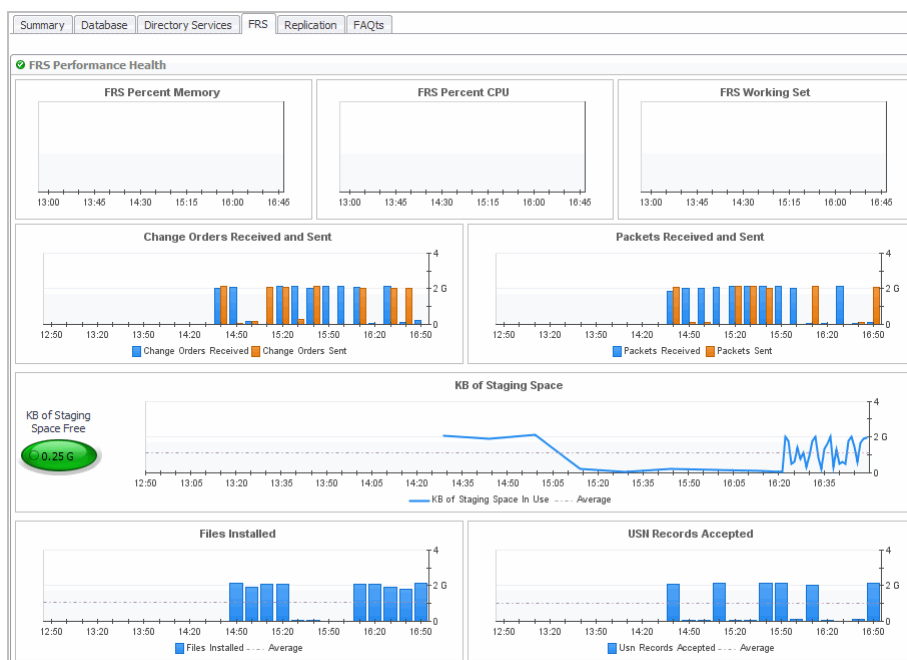 Summary Database Directory Services FRS Replication FAQts
FRS Performance Health
FRS Percent Memory
13:00 13:45 14:30 15:15 16:00 16:45
FRS Percent CPU
13:00 13:45 14:30 15:15 16:00 16:45
FRS Working Set
13:00 13:45 14:30 15:15 16:00 16:45
Change Orders Received and Sent
4
2 G
0
12:50 13:20 13:50 14:20 14:50 15:20 15:50 16:20 16:50
Change Orders Received Change Orders Sent
Packets Received and Sent
4
2 G
0
12:50 13:20 13:50 14:20 14:50 15:20 15:50 16:20 16:50
Packets Received Packets Sent
KB of Staging Space
KB of Staging
Space Free
0.25 G
4
2 G
0
12:50 13:05 13:20 13:35 13:50 14:05 14:20 14:35 14:50 15:05 15:20 15:35 15:50 16:05 16:20 16:35
KB of Staging Space In Use Average
Files Installed
4
2 G
0
12:50 13:20 13:50 14:20 14:50 15:20 15:50 16:20 16:50
Files Installed Average
USN Records Accepted
4
2 G
0
12:50 13:20 13:50 14:20 14:50 15:20 15:50 16:20 16:50
Usn Records Accepted Average